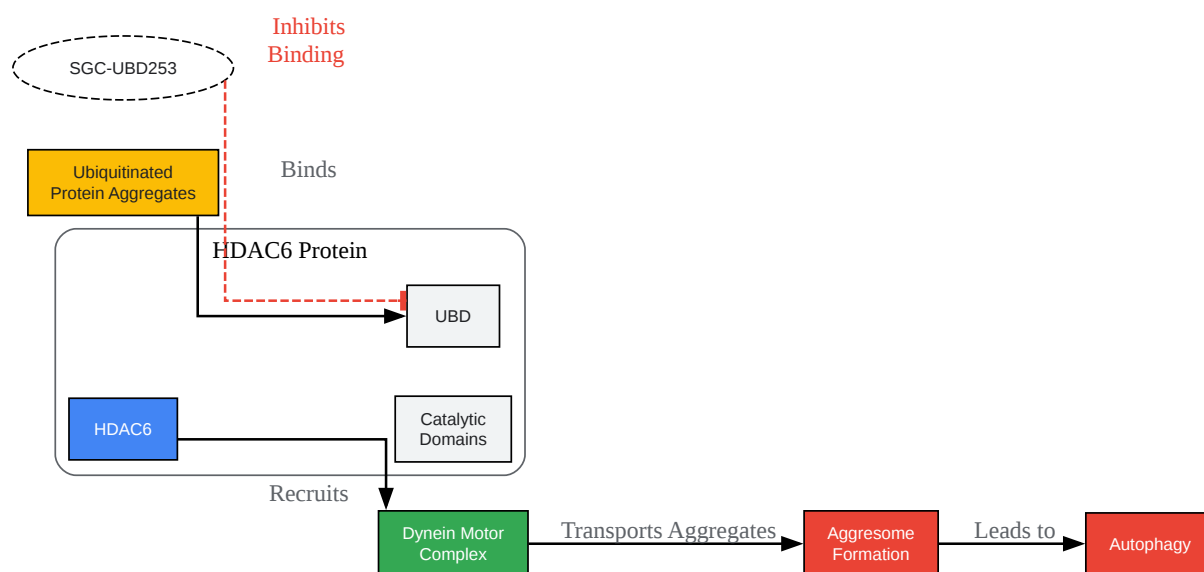 Inhibits
Binding
SGC-UBD253
Ubiquitinated
Protein Aggregates
Binds
HDAC6 Protein
UBD
HDAC6
Catalytic
Domains
Recruits
Dynein Motor
Complex
Transports Aggregates
Aggresome
Formation
Leads to
Autophagy